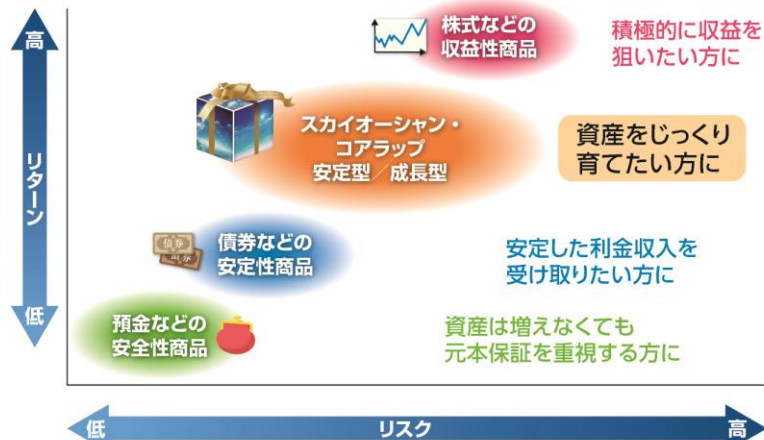 高
リターン
低
株式などの
収益性商品
積極的に収益を
狙いたい方に
スカイオーシャン・
コアラップ
安定型／成長型
資産をじっくり
育てたい方に
債券
債券などの
安定性商品
安定した利金収入を
受け取りたい方に
預金などの
安全性商品
資産は増えなくても
元本保証を重視する方に
低
リスク
高